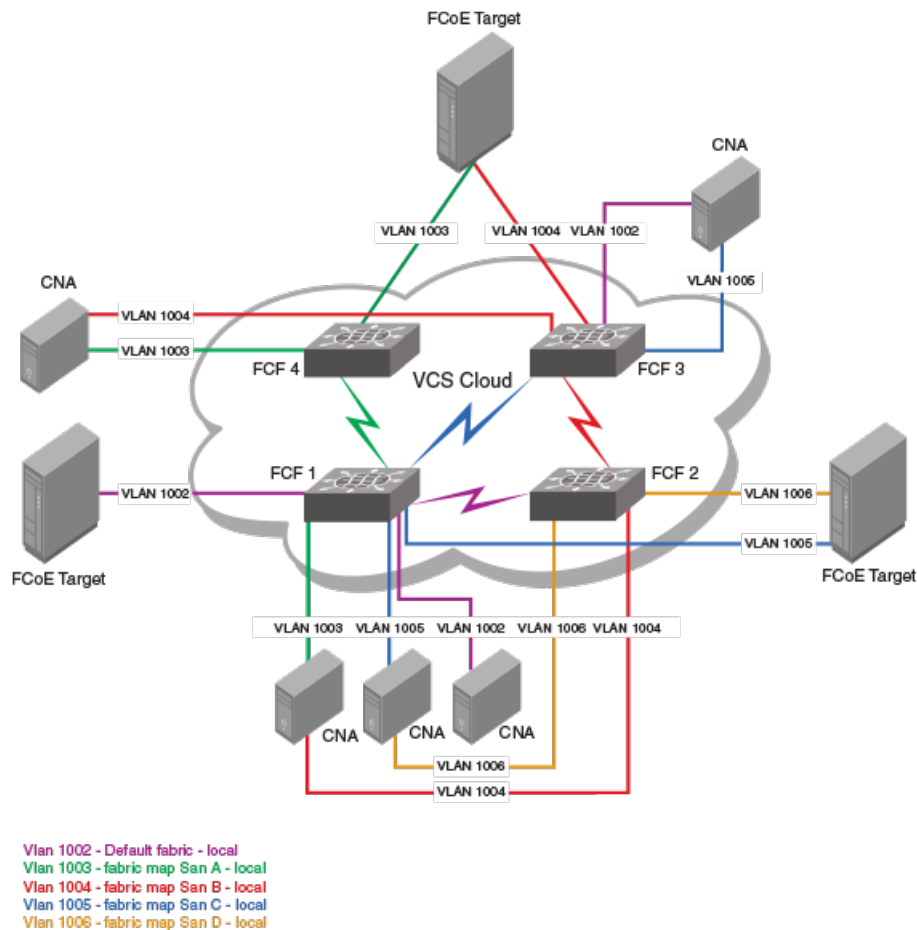 FCoE Target
CNA
VLAN 1003
VLAN 1004
VLAN 1002
VLAN 1005
CNA
VLAN 1004
VLAN 1003
FCF 4
VCS Cloud
FCF 3
FCF 1
FCF 2
VLAN 1002
VLAN 1006
VLAN 1005
FCoE Target
FCoE Target
VLAN 1003
VLAN 1005
VLAN 1002
VLAN 1006
VLAN 1004
CNA
CNA
CNA
VLAN 1006
VLAN 1004
Vlan 1002 - Default fabric - local
Vlan 1003 - fabric map San A - local
Vlan 1004 - fabric map San B - local
Vlan 1005 - fabric map San C - local
Vlan 1006 - fabric map San D - local